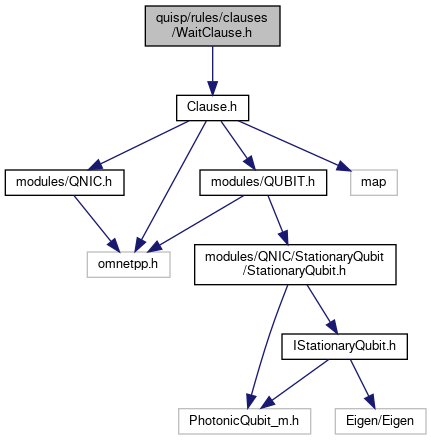 quisp/rules/clauses
/WaitClause.h
Clause.h
modules/QNIC.h
modules/QUBIT.h
map
omnetpp.h
modules/QNIC/StationaryQubit
/StationaryQubit.h
IStationaryQubit.h
PhotonicQubit_m.h
Eigen/Eigen